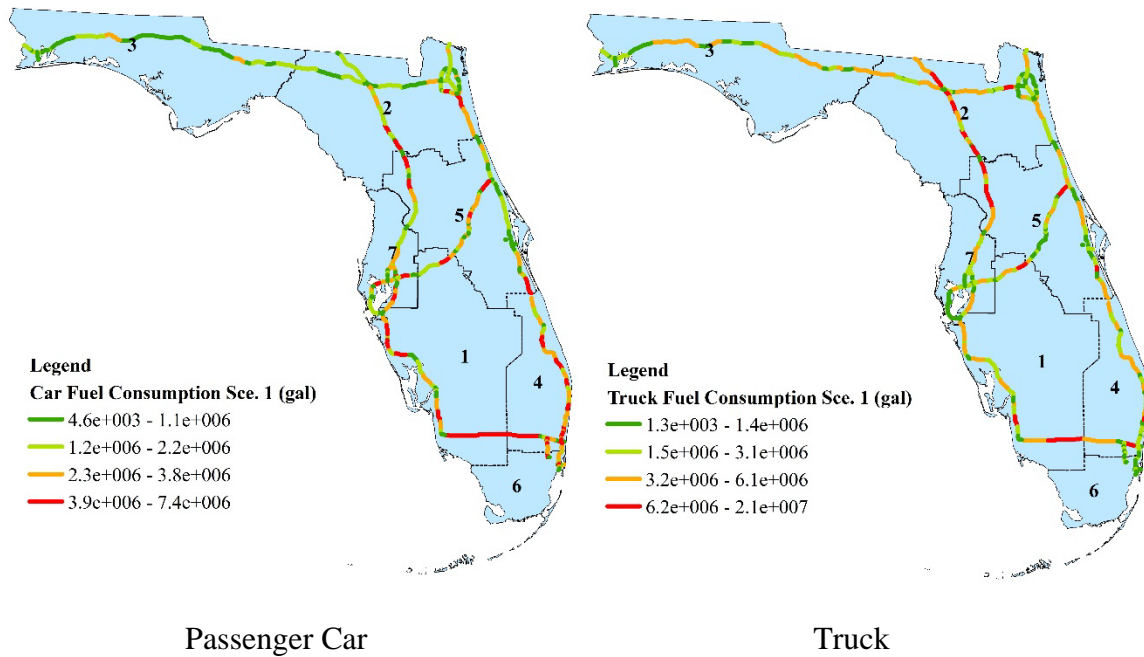 3
2
5
7
1
4
6
Legend
Car Fuel Consumption Sce. 1 (gal)
4.6e+003 - 1.1e+006
1.2e+006 - 2.2e+006
2.3e+006 - 3.8e+006
3.9e+006 - 7.4e+006
3
2
5
7
1
4
6
Legend
Truck Fuel Consumption Sce. 1 (gal)
1.3e+003 - 1.4e+006
1.5e+006 - 3.1e+006
3.2e+006 - 6.1e+006
6.2e+006 - 2.1e+007
Passenger Car
Truck